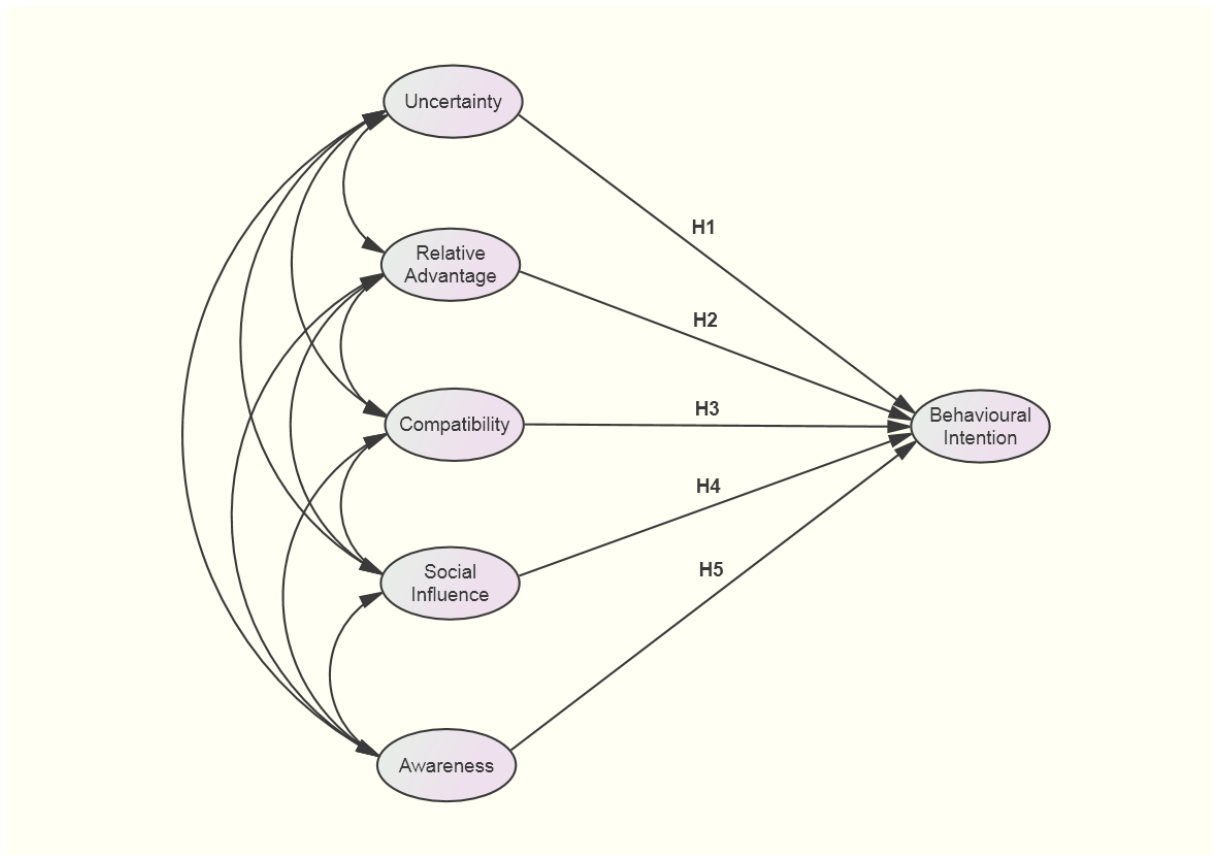 Uncertainty
H1
Relative
Advantage
H2
Compatibility
H3
Behavioural
Intention
H4
Social
Influence
H5
Awareness